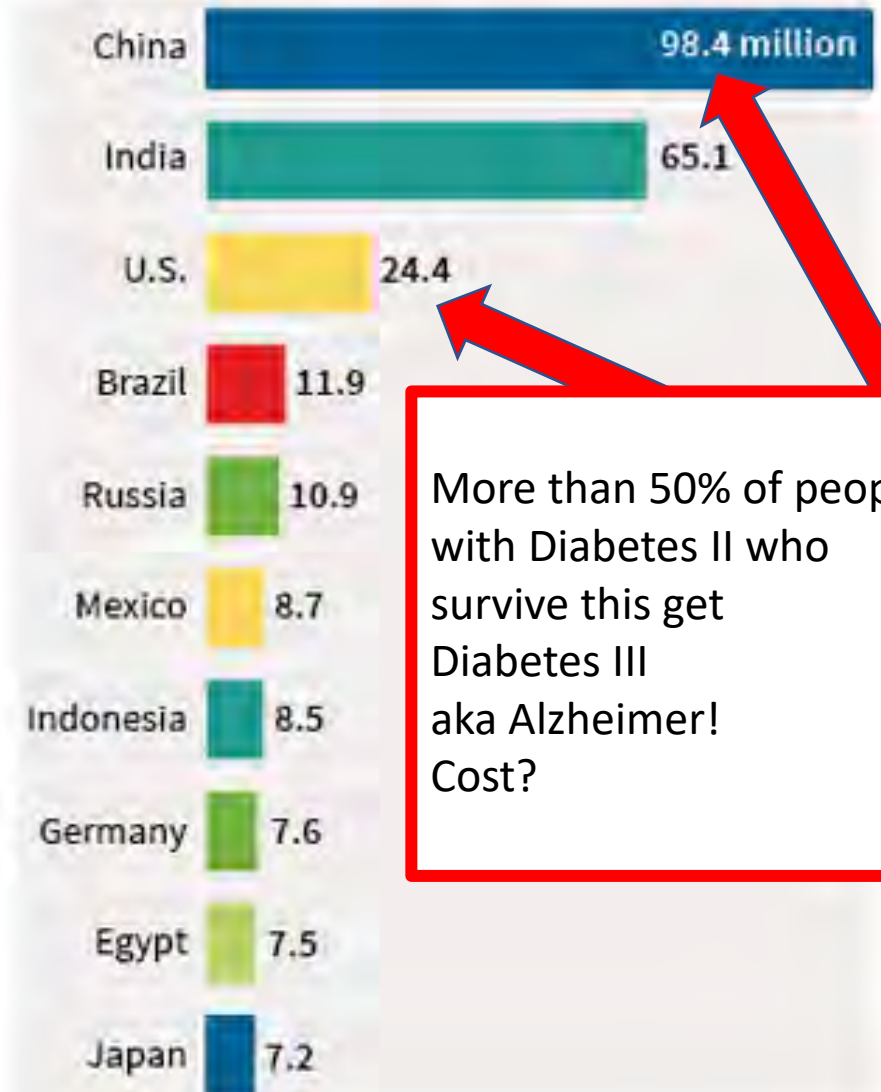 China 98.4 million
India 65.1
U.S. 24.4
Brazil 11.9
Russia 10.9
Mexico 8.7
Indonesia 8.5
Germany 7.6
Egypt 7.5
Japan 7.2
More than 50% of
with Diabetes II who
survive this get
Diabetes III
aka Alzheimer!
Cost?